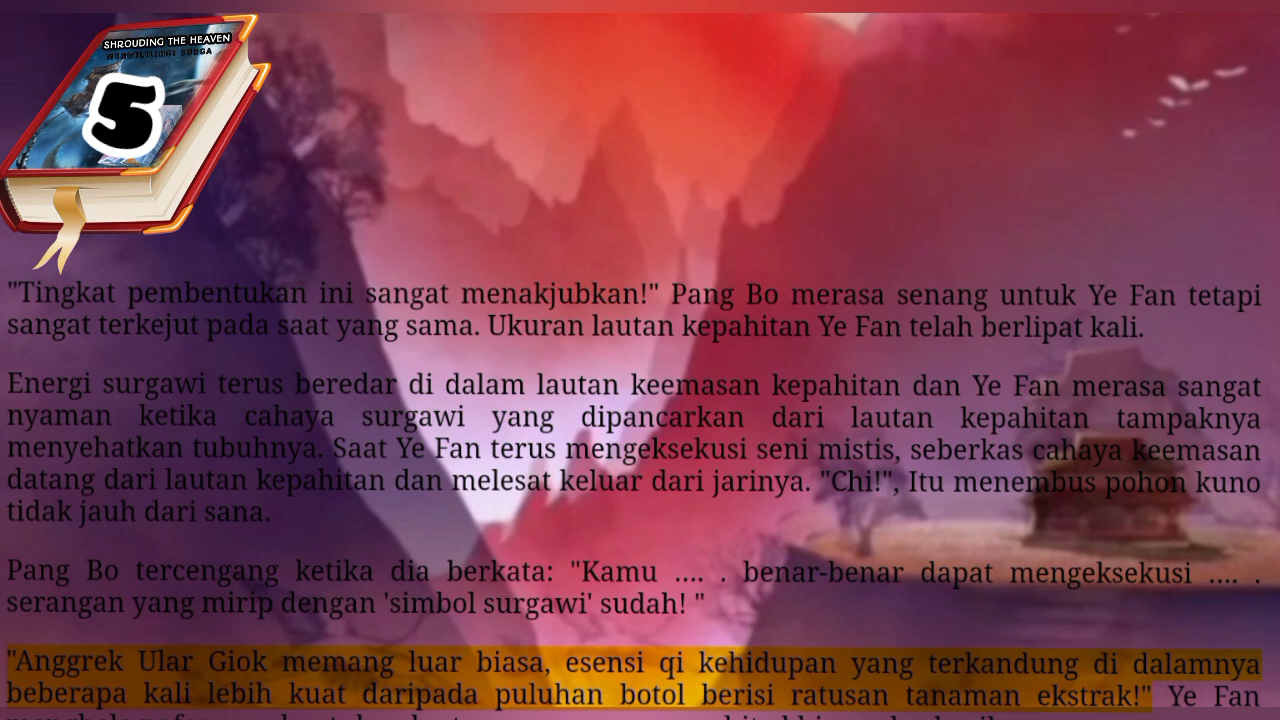 SHROUDING THE HEAVEN
5
"Tingkat pembentukan ini sangat menakjubkan!" Pang Bo merasa senang untuk Ye Fan tetapi
sangat terkejut pada saat yang sama. Ukuran lautan kepahitan Ye Fan telah berlipat kali.
Energi surgawi terus beredar di dalam lautan keemasan kepahitan dan Ye Fan merasa sangat
nyaman ketika cahaya surgawi yang dipancarkan dari lautan kepahitan tampaknya
menyehatkan tubuhnya. Saat Ye Fan terus mengeksekusi seni mistis, seberkas cahaya keemasan
datang dari lautan kepahitan dan melesat keluar dari jarinya. "Chi!", Itu menembus pohon kuno
tidak jauh dari sana.
Pang Bo tercengang ketika dia berkata: "Kamu .... . benar-benar dapat mengeksekusi .... .
serangan yang mirip dengan 'simbol surgawi' sudah! "
"Anggrek Ular Giok memang luar biasa, esensi qi kehidupan yang terkandung di dalamnya
beberapa kali lebih kuat daripada puluhan botol berisi ratusan tanaman ekstrak!" Ye Fan